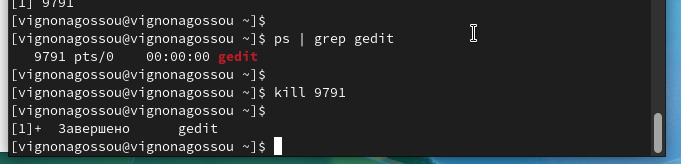 [1] 9791
[vignonagossou@vignonagossou ~]$
[vignonagossou@vignonagossou ~]$ ps | grep gedit
9791 pts/0    00:00:00 gedit
[vignonagossou@vignonagossou ~]$
[vignonagossou@vignonagossou ~]$ kill 9791
[vignonagossou@vignonagossou ~]$
[1]+  Завершено      gedit
[vignonagossou@vignonagossou ~]$